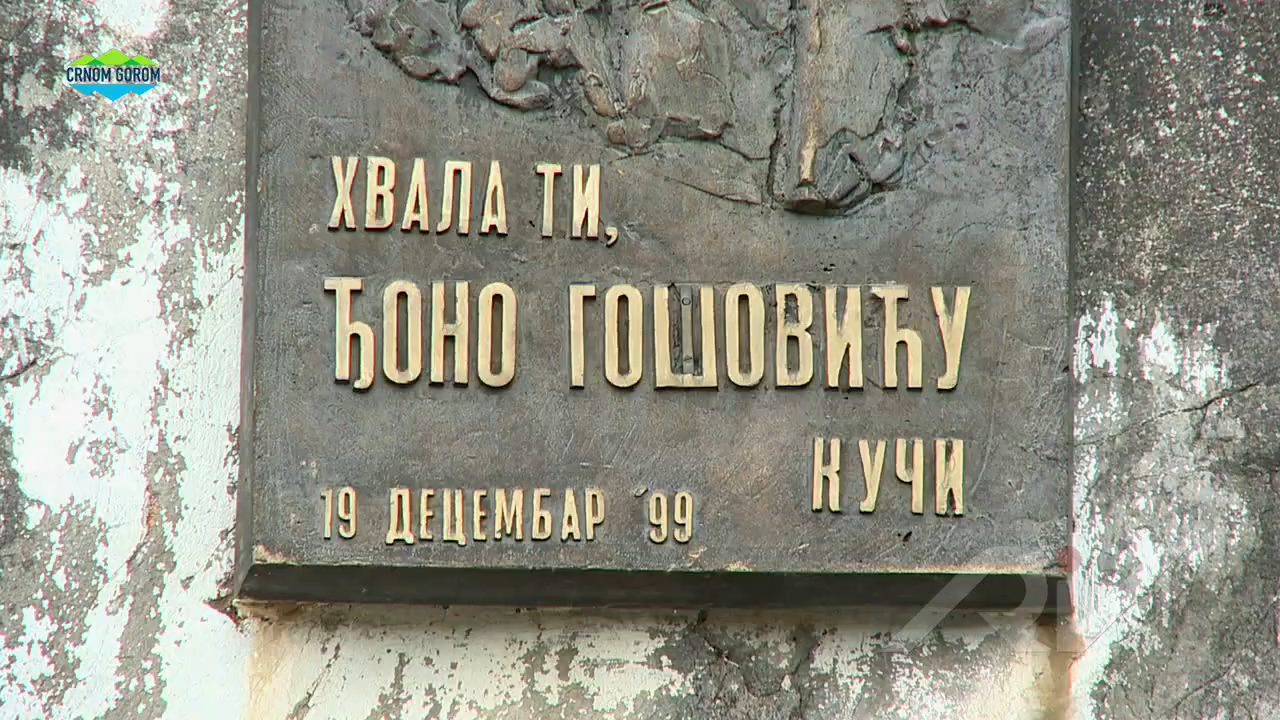 CRNOM GOROM
ХВАЛА ТИ,
ЂОНО ГОШОВИЋУ
КУЧИ
19 ДЕЦЕМБАР ´99